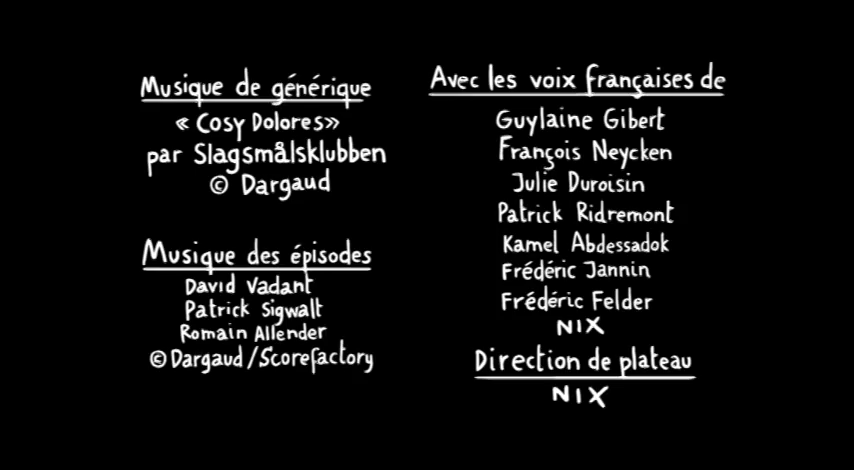 Musique de générique
« Cosy Dolores»
par Slagsmålsklubben
© Dargaud
Musique des épisodes
David Vadant
Patrick Sigwalt
Romain Allender
© Dargaud/Scorefactory
Avec les voix françaises de
Guylaine Gibert
François Neycken
Julie Duroisin
Patrick Ridremont
Kamel Abdessadok
Frédéric Jannin
Frédéric Felder
NIX
Direction de plateau
NIX